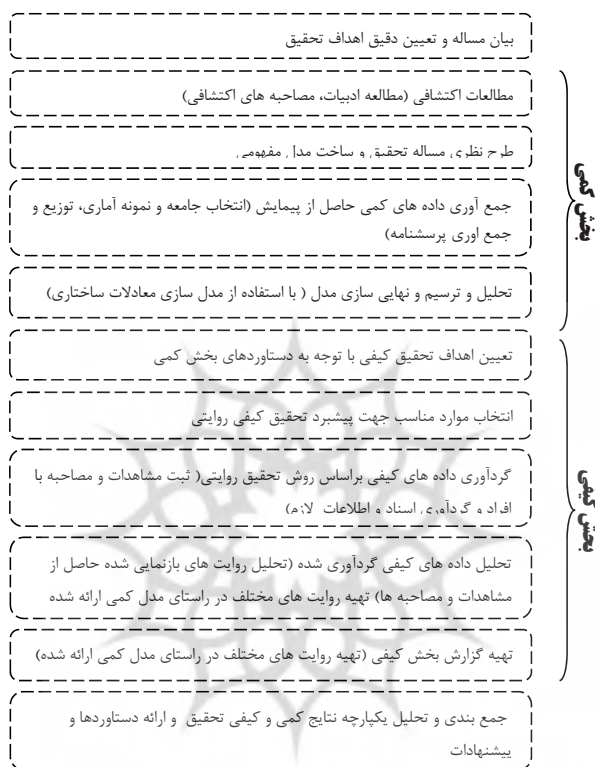 بیان مساله و تعیین دقیق اهداف تحقیق
مطالعات اکتشافی (مطالعه ادبیات، مصاحبه های اکتشافی)
طرح نظری مساله تحقیق و ساخت مدل مفهومی
جمع آوری داده های کمی حاصل از پیمایش (انتخاب جامعه و نمونه آماری، توزیع و
جمع اوری پرسشنامه)
تحلیل و ترسیم و نهایی سازی مدل ( با استفاده از مدل سازی معادلات ساختاری)
بخش کمی
تعیین اهداف تحقیق کیفی با توجه به دستاوردهای بخش کمی
انتخاب موارد مناسب جهت پیشبرد تحقیق کیفی روایتی
گردآوری داده های کیفی براساس روش تحقیق روایتی( ثبت مشاهدات و مصاحبه با
افراد و گردآوری اسناد و اطلاعات لازم)
تحلیل داده های کیفی گردآوری شده (تحلیل روایت های بازنمایی شده حاصل از
مشاهدات و مصاحبه ها) تهیه روایت های مختلف در راستای مدل کمی ارائه شده
تهیه گزارش بخش کیفی (تهیه روایت های مختلف در راستای مدل کمی ارائه شده)
بخش کیفی
جمع بندی و تحلیل یکپارچه نتایج کمی و کیفی تحقیق و ارائه دستاوردها و
پیشنهادات